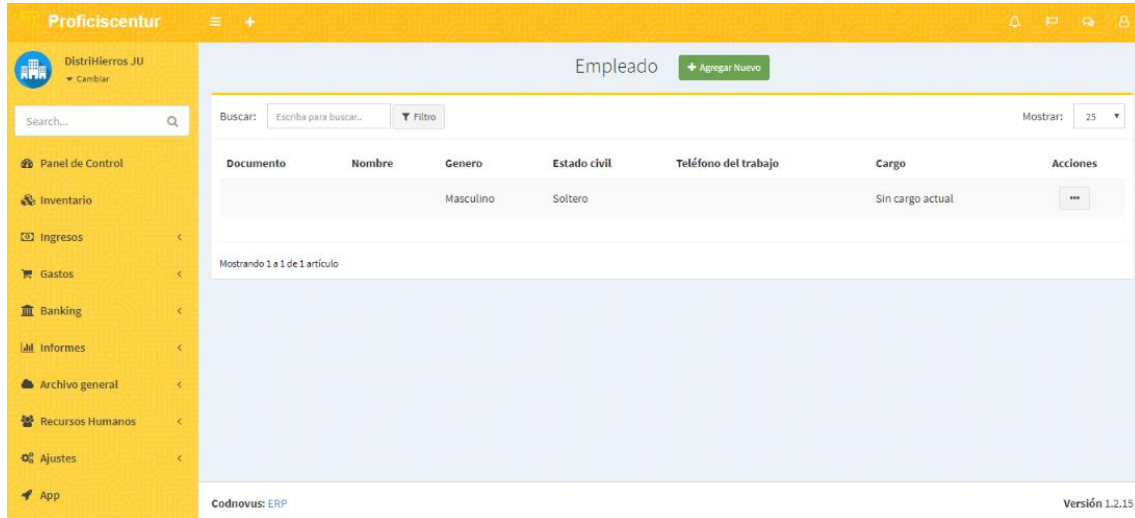 Proficiscentur
DistriHierros JU
Cambiar
Search...
Panel de Control
Inventario
Ingresos
Gastos
Banking
Informes
Archivo general
Recursos Humanos
Ajustes
App
Empleado
+ Agregar Nuevo
Buscar: Escriba para buscar.. Filtro
Mostrar: 25
Documento Nombre Genero Estado civil Teléfono del trabajo Cargo Acciones
Masculino Soltero Sin cargo actual
Mostrando 1 a 1 de 1 artículo
Codnovus: ERP
Versión 1.2.15